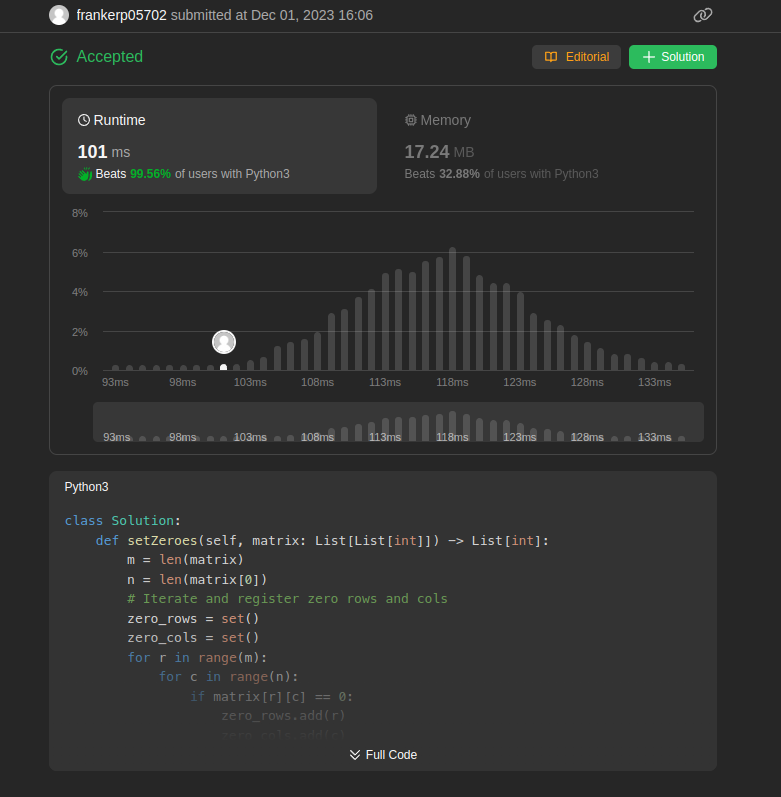 frankerp05702 submitted at Dec 01, 2023 16:06
Accepted
Editorial
Solution
Runtime
101 ms
Beats 99.56% of users with Python3
Memory
17.24 MB
Beats 32.88% of users with Python3
8%
6%
4%
2%
0%
93ms 98ms 103ms 108ms 113ms 118ms 123ms 128ms 133ms
93ms 98ms 103ms 108ms 113ms 118ms 123ms 128ms 133ms
Python3
class Solution:
    def setZeroes(self, matrix: List[List[int]]) -> List[int]:
        m = len(matrix)
        n = len(matrix[0])
        # Iterate and register zero rows and cols
        zero_rows = set()
        zero_cols = set()
        for r in range(m):
            for c in range(n):
                if matrix[r][c] == 0:
                    zero_rows.add(r)
                    zero_cols.add(c)
Full Code